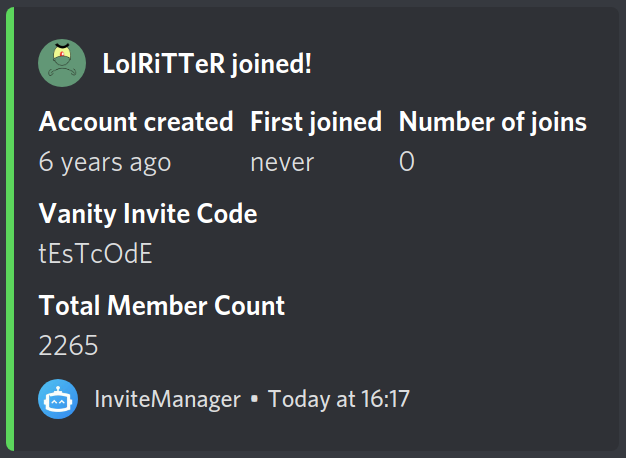 LolRiTTeR joined!
Account created First joined Number of joins
6 years ago never 0
Vanity Invite Code
tEsTcOdE
Total Member Count
2265
InviteManager • Today at 16:17